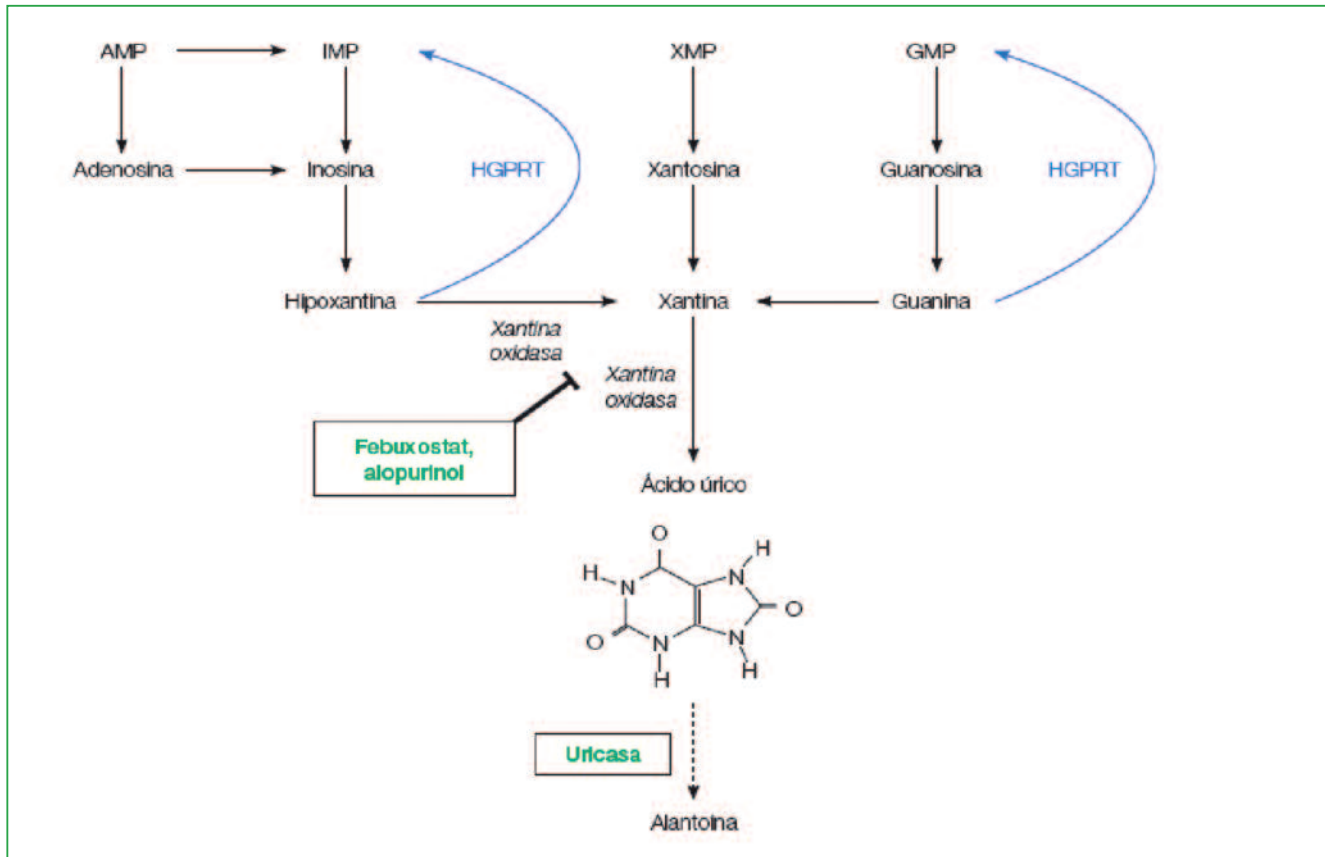 AMP IMP XMP GMP
Adenosina Inosina HGPRT Xantosina Guanosina HGPRT
Hipoxantina Xantina Guanina
Xantina
oxidasa
Xantina
oxidasa
Febuxostat,
alopurinol
Ácido úrico
O
H
H
N
N
O
O
N
N
H
H
Uricasa
Alantoina